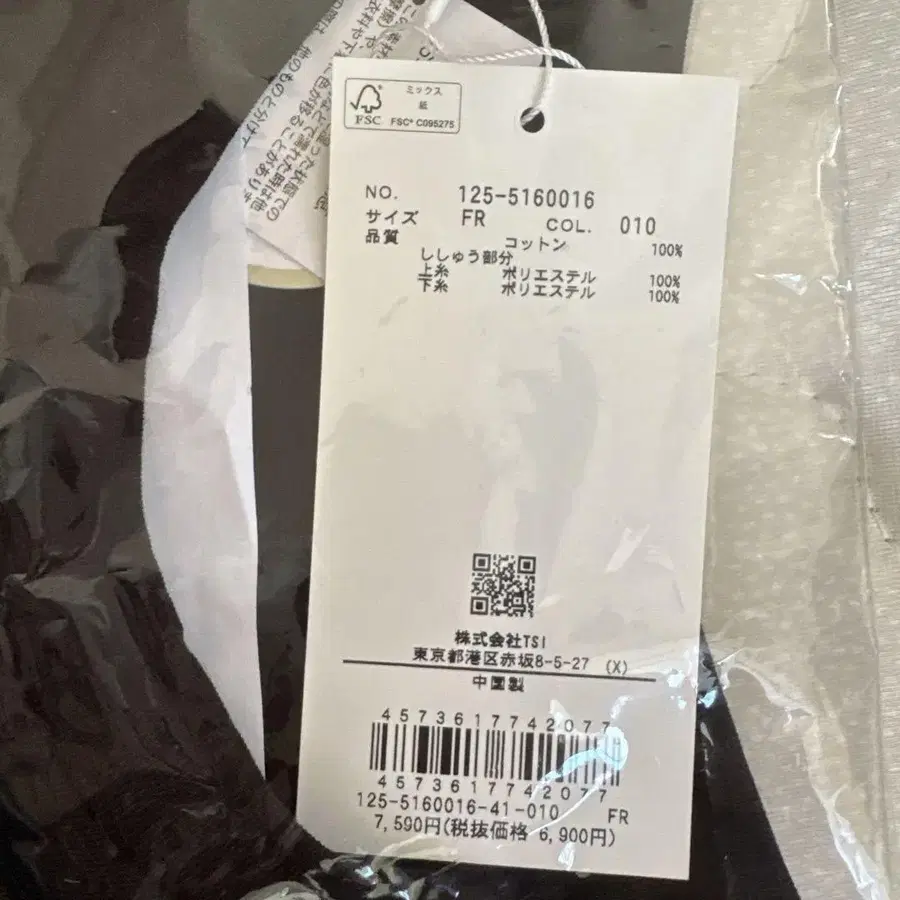 ミックス
紙
FSC
FSC® C095275
NO. 125-5160016
サイズ FR COL. 010
品質 コットン 100%
ししゅう部分
上糸 ポリエステル 100%
下糸 ポリエステル 100%
株式会社TSI
東京都港区赤坂8-5-27 (X)
中国製
4573617742077
4573617742077
125-5160016-41-010 FR
7,590円(税抜価格 6,900円)